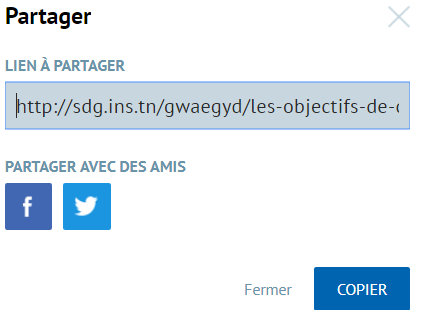 Partager
LIEN À PARTAGER
http://sdg.ins.tn/gwaegyd/les-objectifs-de-
PARTAGER AVEC DES AMIS
f
Fermer
COPIER